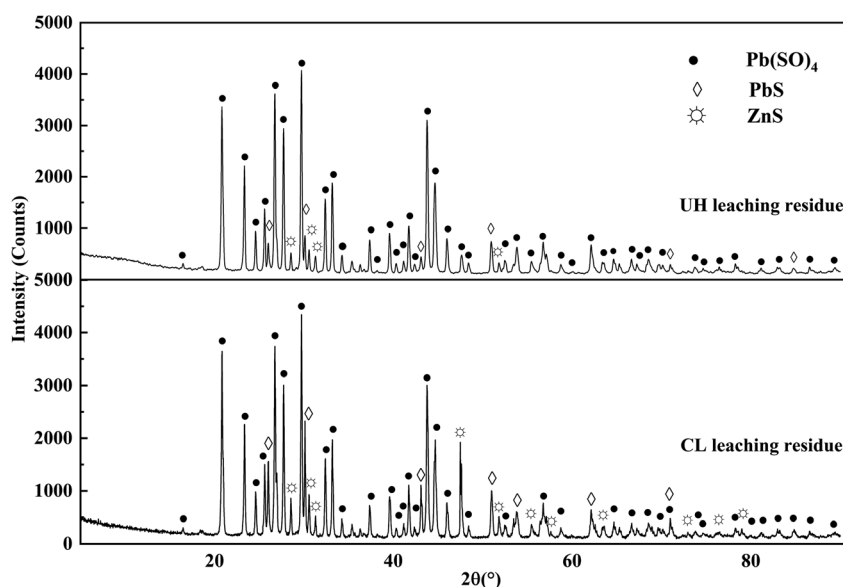 5000
4000
3000
2000
1000
5000
4000
3000
2000
1000
0
Intensity (Counts)
Pb(SO)4
PbS
ZnS
UH leaching residue
CL leaching residue
20
40
60
80
2θ(°)